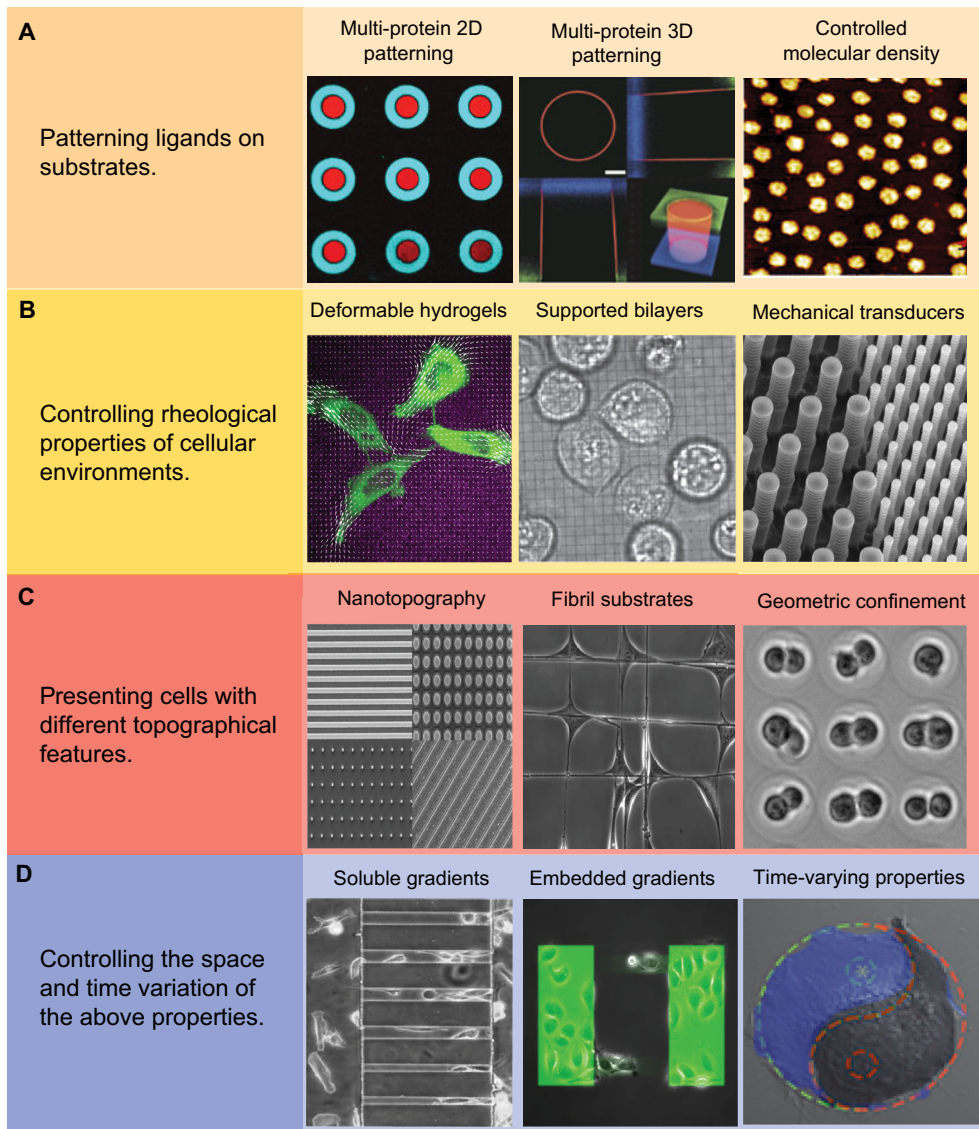 A
Patterning ligands on
substrates.
Multi-protein 2D
patterning
Multi-protein 3D
patterning
Controlled
molecular density
B
Controlling rheological
properties of cellular
environments.
Deformable hydrogels
Supported bilayers
Mechanical transducers
C
Presenting cells with
different topographical
features.
Nanotopography
Fibril substrates
Geometric confinement
D
Controlling the space
and time variation of
the above properties.
Soluble gradients
Embedded gradients
Time-varying properties